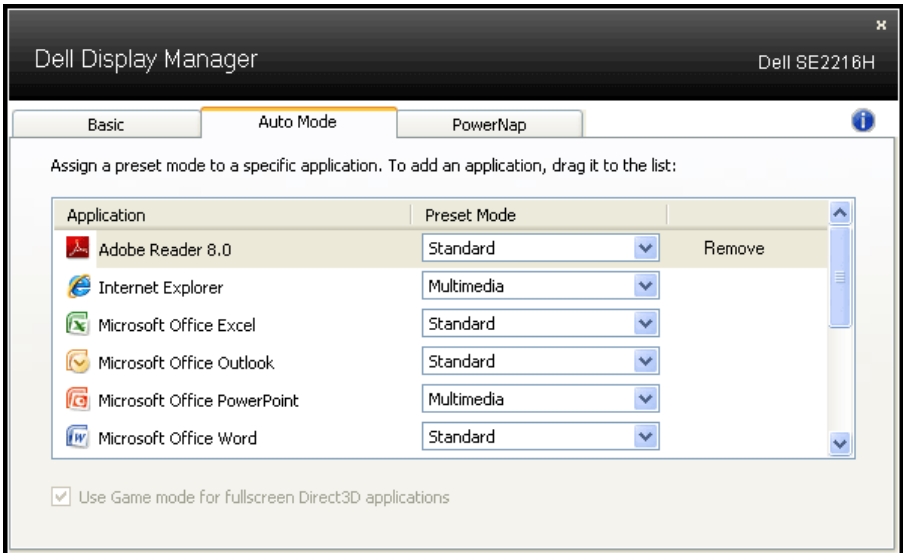 Dell Display Manager
Dell SE2216H
Basic Auto Mode PowerNap
Assign a preset mode to a specific application. To add an application, drag it to the list:
Application Preset Mode
Adobe Reader 8.0 Standard Remove
Internet Explorer Multimedia
Microsoft Office Excel Standard
Microsoft Office Outlook Standard
Microsoft Office PowerPoint Multimedia
Microsoft Office Word Standard
Use Game mode for fullscreen Direct3D applications